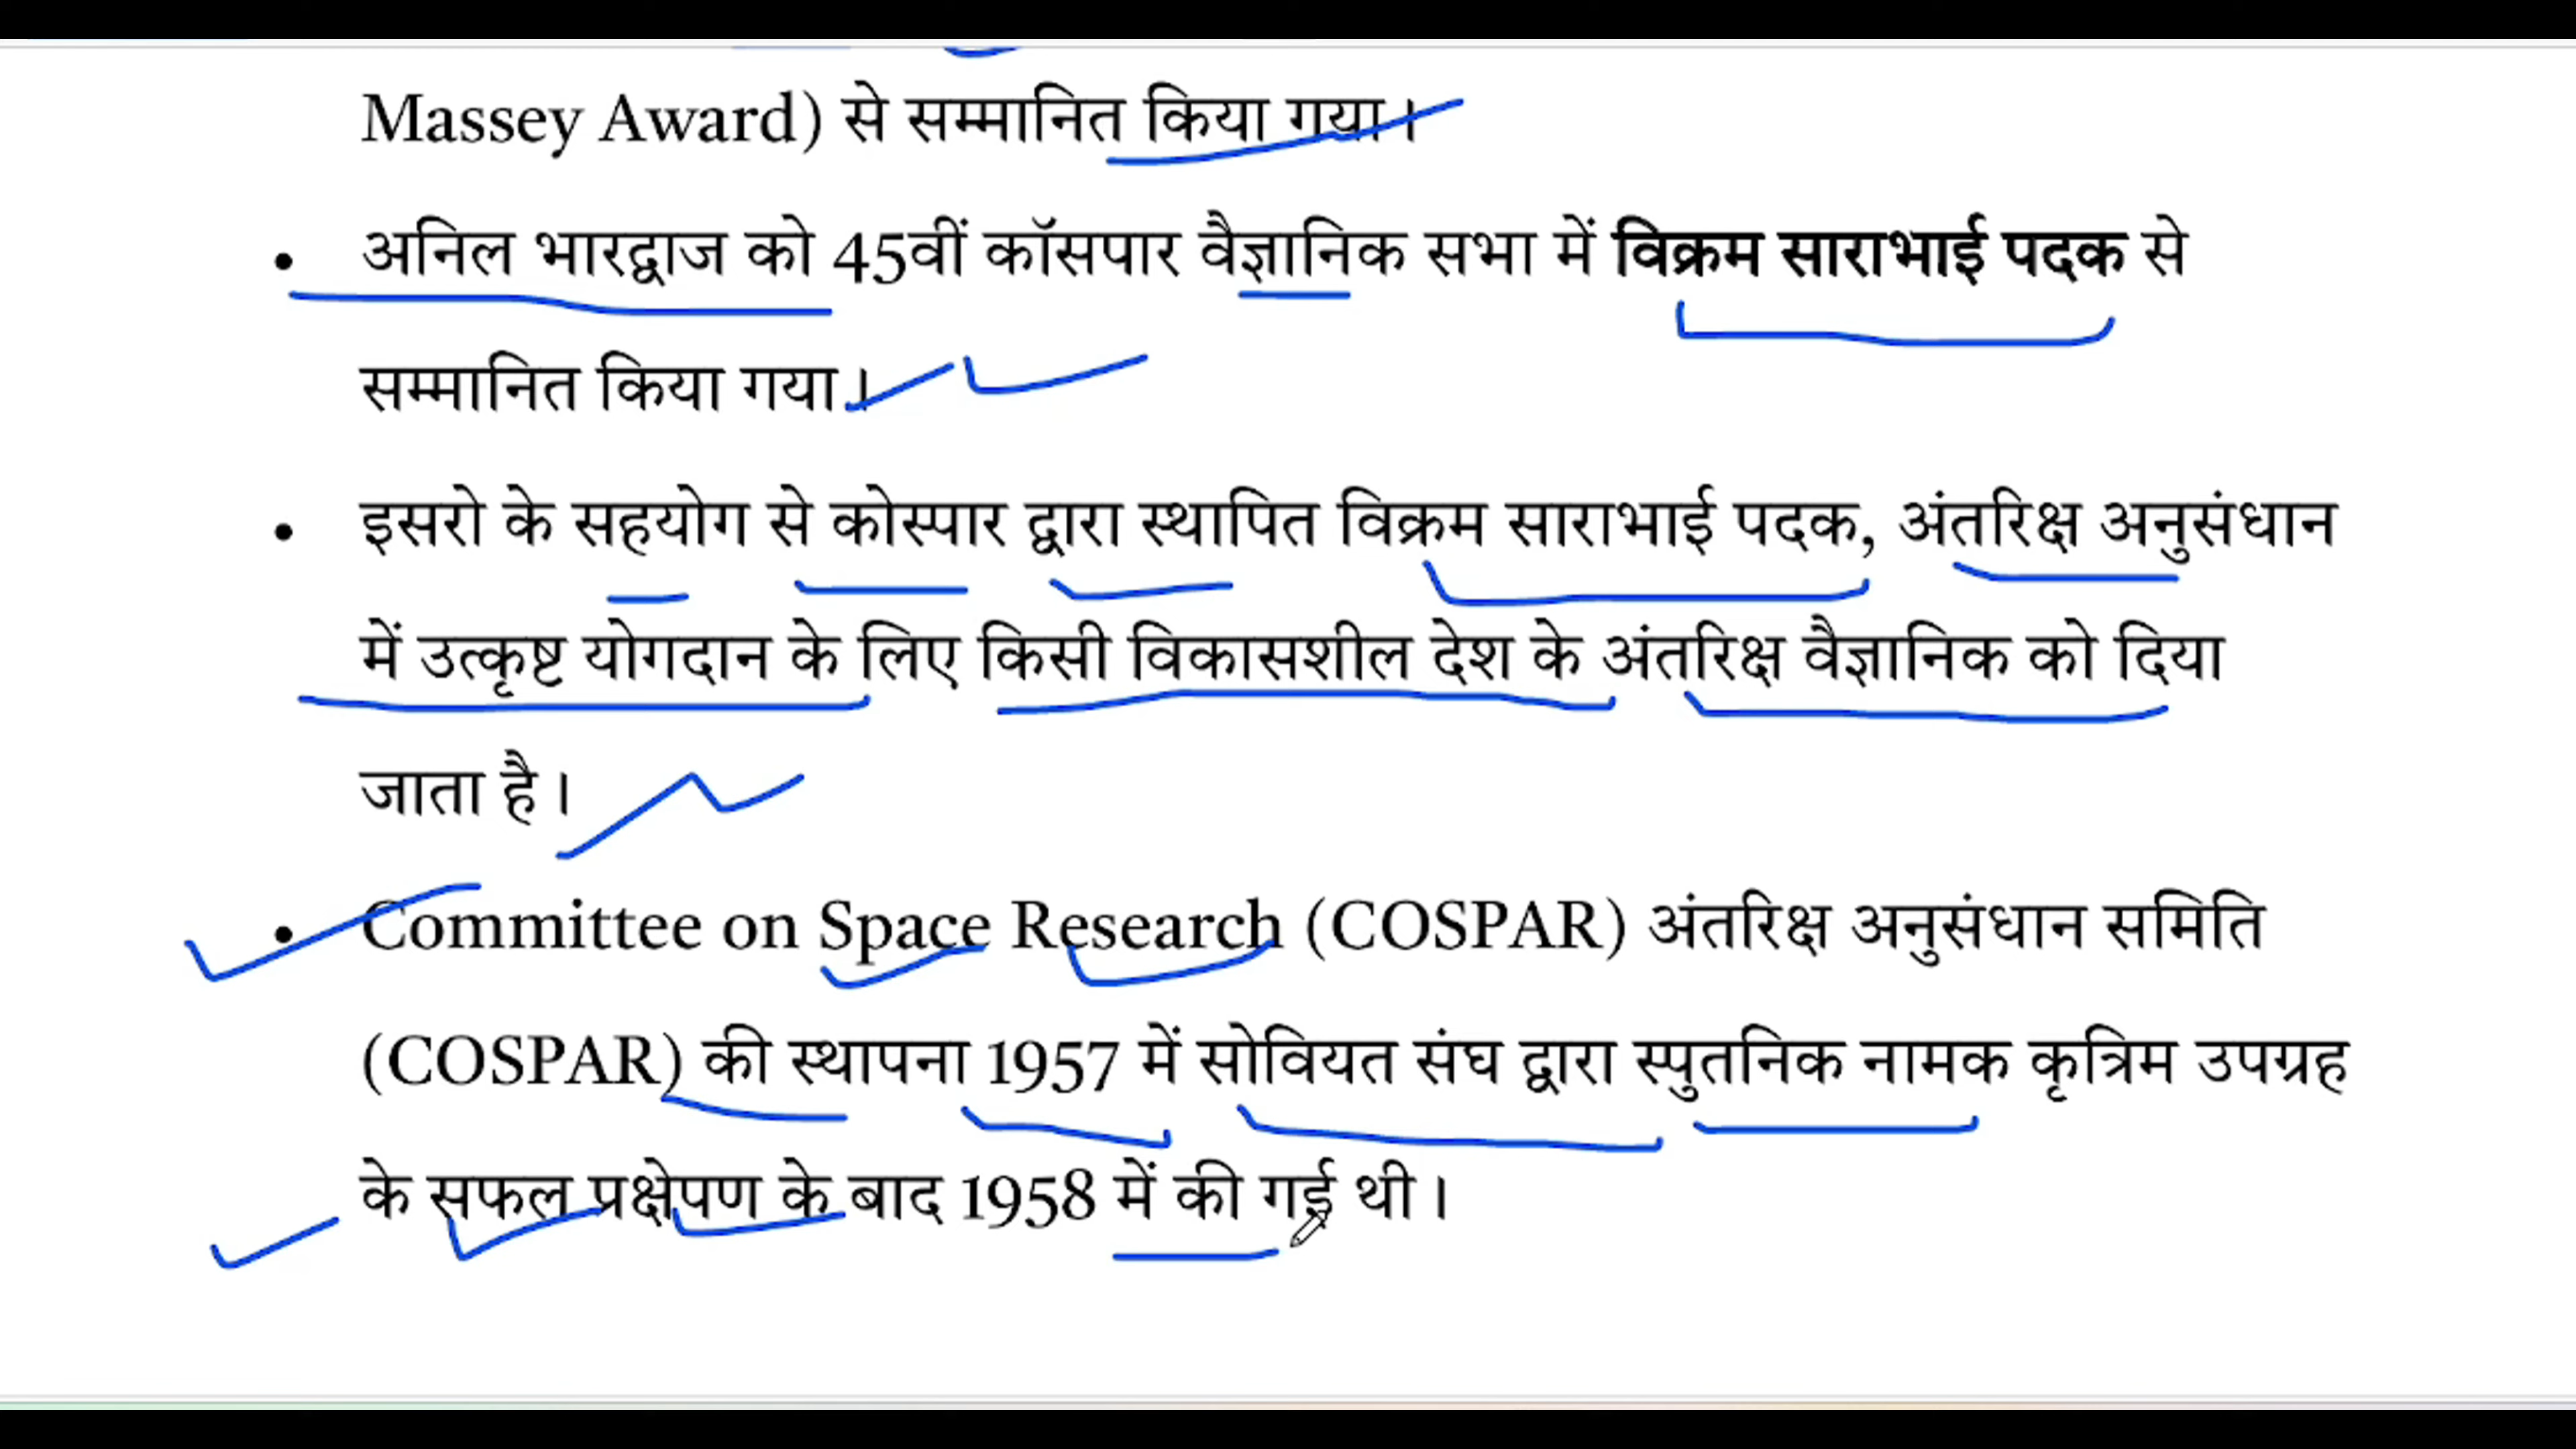 Massey Award) से सम्मानित किया गया।
• अनिल भारद्वाज को 45वीं कॉसपार वैज्ञानिक सभा में विक्रम साराभाई पदक से
सम्मानित किया गया।
• इसरो के सहयोग से कोस्पार द्वारा स्थापित विक्रम साराभाई पदक, अंतरिक्ष अनुसंधान
में उत्कृष्ट योगदान के लिए किसी विकासशील देश के अंतरिक्ष वैज्ञानिक को दिया
जाता है।
• Committee on Space Research (COSPAR) अंतरिक्ष अनुसंधान समिति
(COSPAR) की स्थापना 1957 में सोवियत संघ द्वारा स्पुतनिक नामक कृत्रिम उपग्रह
के सफल प्रक्षेपण के बाद 1958 में की गई थी।